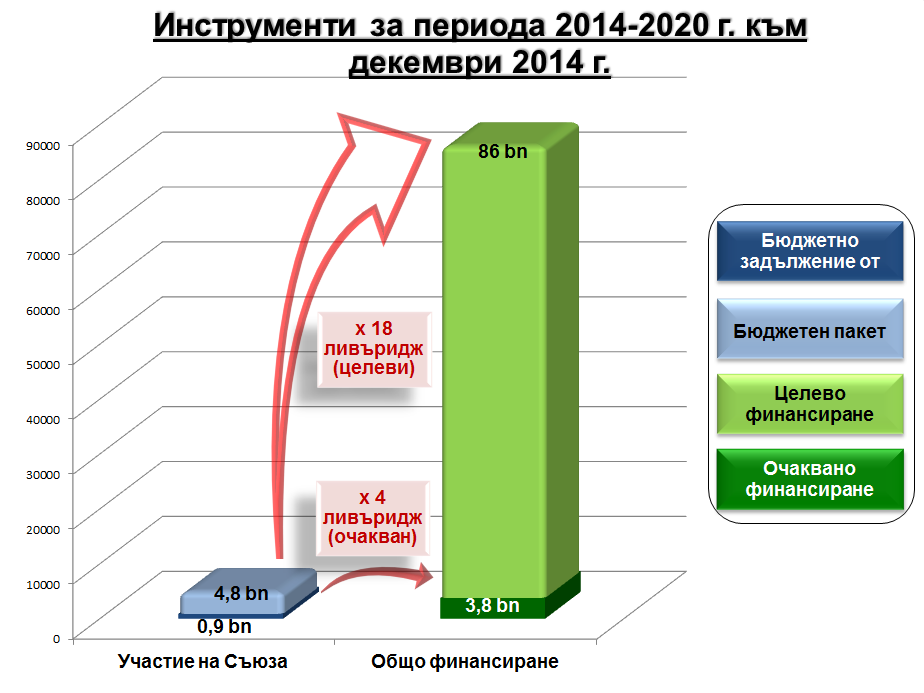 Инструменти за периода 2014-2020 г. към
декември 2014 г.
90000
80000
70000
60000
50000
40000
30000
20000
10000
0
86 bn
x 18
ливъридж
(целеви)
x 4
ливъридж
(очакван)
4,8 bn
0,9 bn
3,8 bn
Участие на Съюза
Общо финансиране
Бюджетно
задължение от
Бюджетен пакет
Целево
финансиране
Очаквано
финансиране